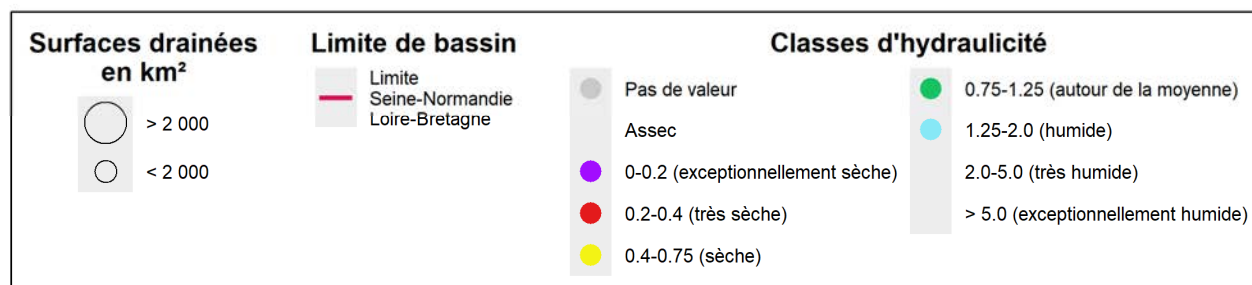 Surfaces drainées
en km²
> 2 000
< 2 000
Limite de bassin
Limite
Seine-Normandie
Loire-Bretagne
Classes d'hydraulicité
Pas de valeur
Assec
0-0.2 (exceptionnellement sèche)
0.2-0.4 (très sèche)
0.4-0.75 (sèche)
0.75-1.25 (autour de la moyenne)
1.25-2.0 (humide)
2.0-5.0 (très humide)
> 5.0 (exceptionnellement humide)